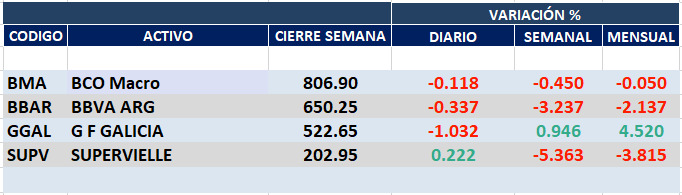 VARIACIÓN %
CODIGO ACTIVO CIERRE SEMANA DIARIO SEMANAL MENSUAL
BMA BCO Macro 806.90 -0.118 -0.450 -0.050
BBAR BBVA ARG 650.25 -0.337 -3.237 -2.137
GGAL G F GALICIA 522.65 -1.032 0.946 4.520
SUPV SUPERVIELLE 202.95 0.222 -5.363 -3.815